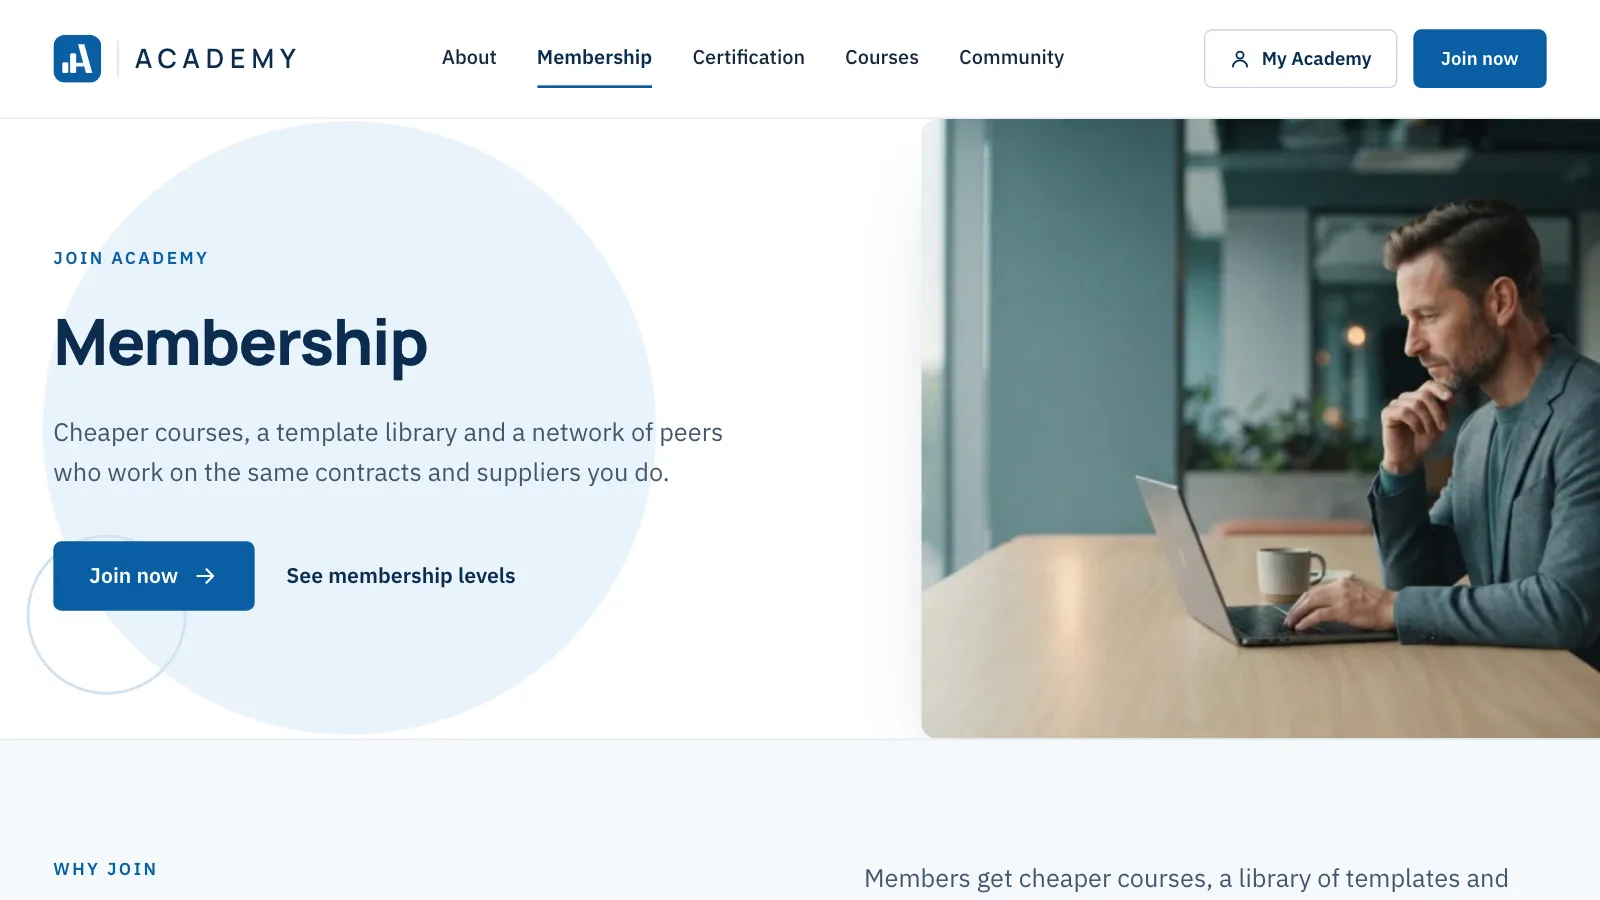 ACADEMY
About
Membership
Certification
Courses
Community
My Academy
Join now
JOIN ACADEMY
Membership
Cheaper courses, a template library and a network of peers
who work on the same contracts and suppliers you do.
Join now
See membership levels
WHY JOIN
Members get cheaper courses, a library of templates and